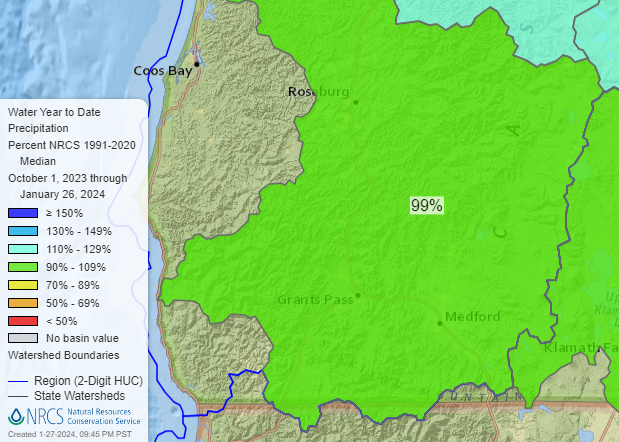 Coos Bay
Roseburg
A
C
99%
Grants Pass
Medford
Klamath Fa
UNTAIN
Water Year to Date
Precipitation
Percent NRCS 1991-2020
Median
October 1, 2023 through
January 26, 2024
≥ 150%
130% - 149%
110% - 129%
90% - 109%
70% - 89%
50% - 69%
< 50%
No basin value
Watershed Boundaries
Region (2-Digit HUC)
State Watersheds
NRCS Natural Resources
Conservation Service
Created 1-27-2024, 09:45 PM PST